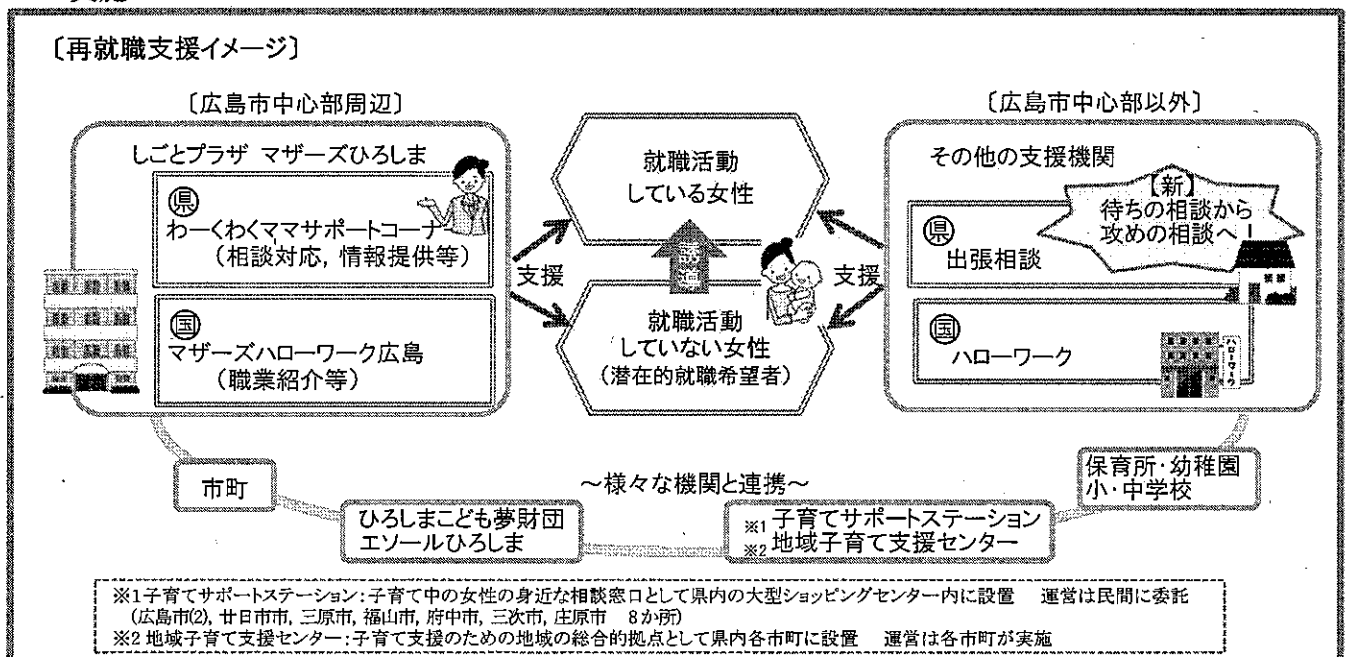 〔再就職支援イメージ〕
〔広島市中心部周辺〕
しごとプラザ マザーズひろしま
県
わーくわくママサポートコーナー
(相談対応, 情報提供等)
国
マザーズハローワーク広島
(職業紹介等)
支援
就職活動
している女性
誘導
就職活動
していない女性
(潜在的就職希望者)
支援
〔広島市中心部以外〕
その他の支援機関
【新】
待ちの相談から
攻めの相談へ!
県
出張相談
国
ハローワーク
ハローワーク
市町
~様々な機関と連携~
ひろしまこども夢財団
エソールひろしま
※1 子育てサポートステーション
※2 地域子育て支援センター
保育所・幼稚園
小・中学校
※1子育てサポートステーション:子育て中の女性の身近な相談窓口として県内の大型ショッピングセンター内に設置 運営は民間に委託
(広島市(2), 廿日市市, 三原市, 福山市, 府中市, 三次市, 庄原市 8か所)
※2 地域子育て支援センター:子育て支援のための地域の総合的拠点として県内各市町に設置 運営は各市町が実施